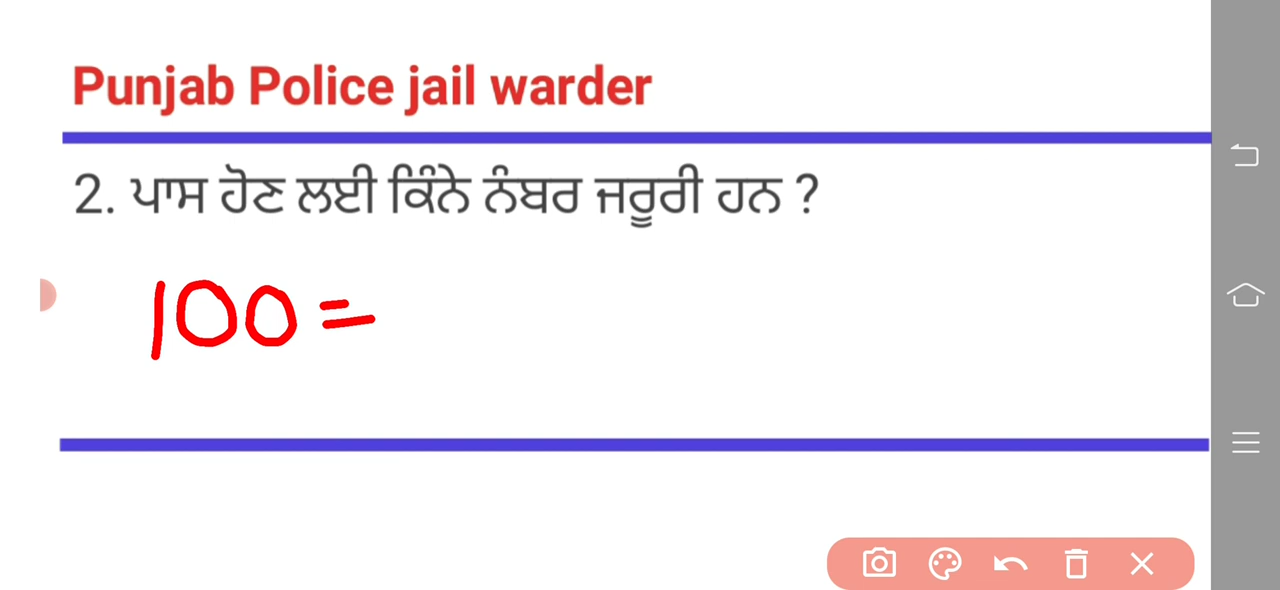 Punjab Police jail warder
2. ਪਾਸ ਹੋਣ ਲਈ ਕਿੰਨੇ ਨੰਬਰ ਜਰੂਰੀ ਹਨ ?
100 =